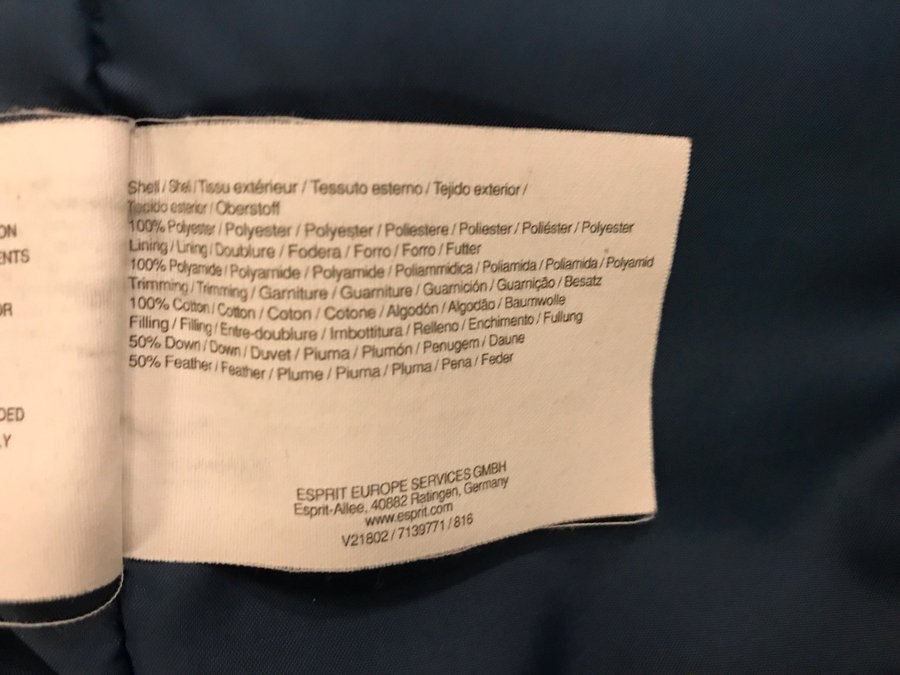 ON
ENTS
OR
DED
LY
Shell / Shel / Tissu extérieur / Tessuto esterno / Tejido exterior /
Tecido esterior / Oberstoff
100% Polyester / Polyester / Polyester / Poliestere / Poliester / Poliéster / Polyester
Lining / Lining / Doublure / Fodera / Forro / Forro / Futter
100% Polyamide / Polyamide / Polyamide / Poliammidica / Poliamida / Poliamida / Polyamid
Trimming / Trimming / Garniture / Guarniture / Guarnición / Guarnição / Besatz
100% Cotton / Cotton / Coton / Cotone / Algodón / Algodão / Baumwolle
Filling / Filling / Entre-doublure / Imbottitura / Relleno / Enchimento / Fullung
50% Down / Down / Duvet / Piuma / Plumón / Penugem / Daune
50% Feather / Feather / Plume / Piuma / Pluma / Pena / Feder
ESPRIT EUROPE SERVICES GMBH
Esprit-Allee, 40882 Ratingen, Germany
www.esprit.com
V21802 / 7139771 / 816